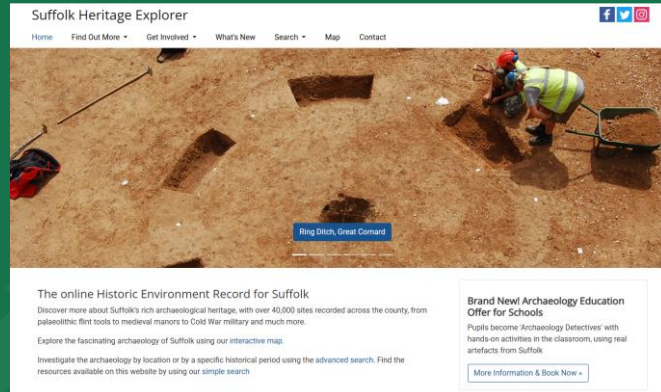 Suffolk Heritage Explorer
Home Find Out More Get Involved What's New Search Map Contact
Ring Ditch, Great Cornard
The online Historic Environment Record for Suffolk
Discover more about Suffolk's rich archaeological heritage, with over 40,000 sites recorded across the county, from
palaeolithic flint tools to medieval manors to Cold War military and much more.
Explore the fascinating archaeology of Suffolk using our interactive map.
Investigate the archaeology by location or by a specific historical period using the advanced search. Find the
resources available on this website by using our simple search
Brand New! Archaeology Education
Offer for Schools
Pupils become 'Archaeology Detectives' with
hands-on activities in the classroom, using real
artefacts from Suffolk
More Information & Book Now »